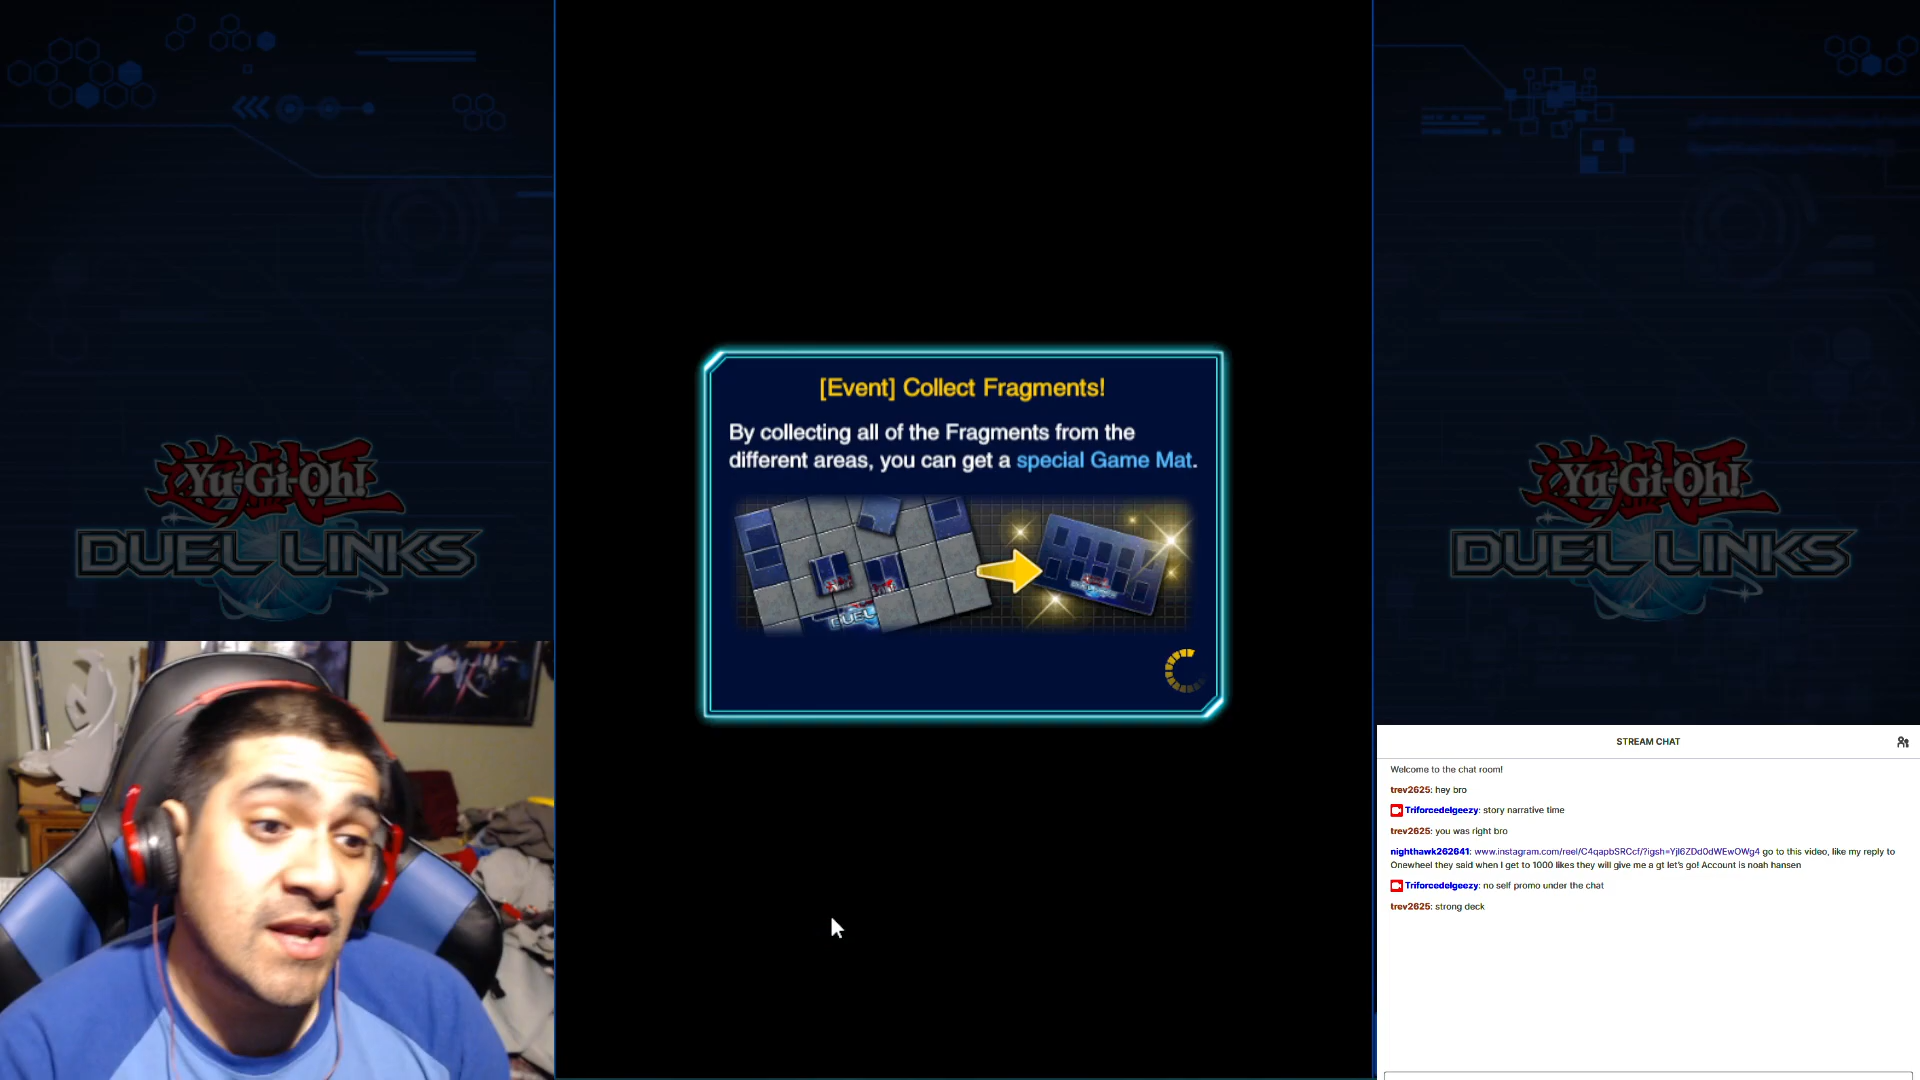 [Event] Collect Fragments!
By collecting all of the Fragments from the
different areas, you can get a special Game Mat.
DUEL
Yu-Gi-Oh!
DUEL LINKS
Yu-Gi-Oh!
DUEL LINKS
STREAM CHAT
Welcome to the chat room!
trev2625: hey bro
Triforcedelgeezy: story narrative time
trev2625: you was right bro
nighthawk262641: www.instagram.com/reel/C4qapbSRCcf/?igsh=Yjl6ZDd0dWEwOWg4 go to this video, like my reply to
Onewheel they said when I get to 1000 likes they will give me a gt let's go! Account is noah hansen
Triforcedelgeezy: no self promo under the chat
trev2625: strong deck